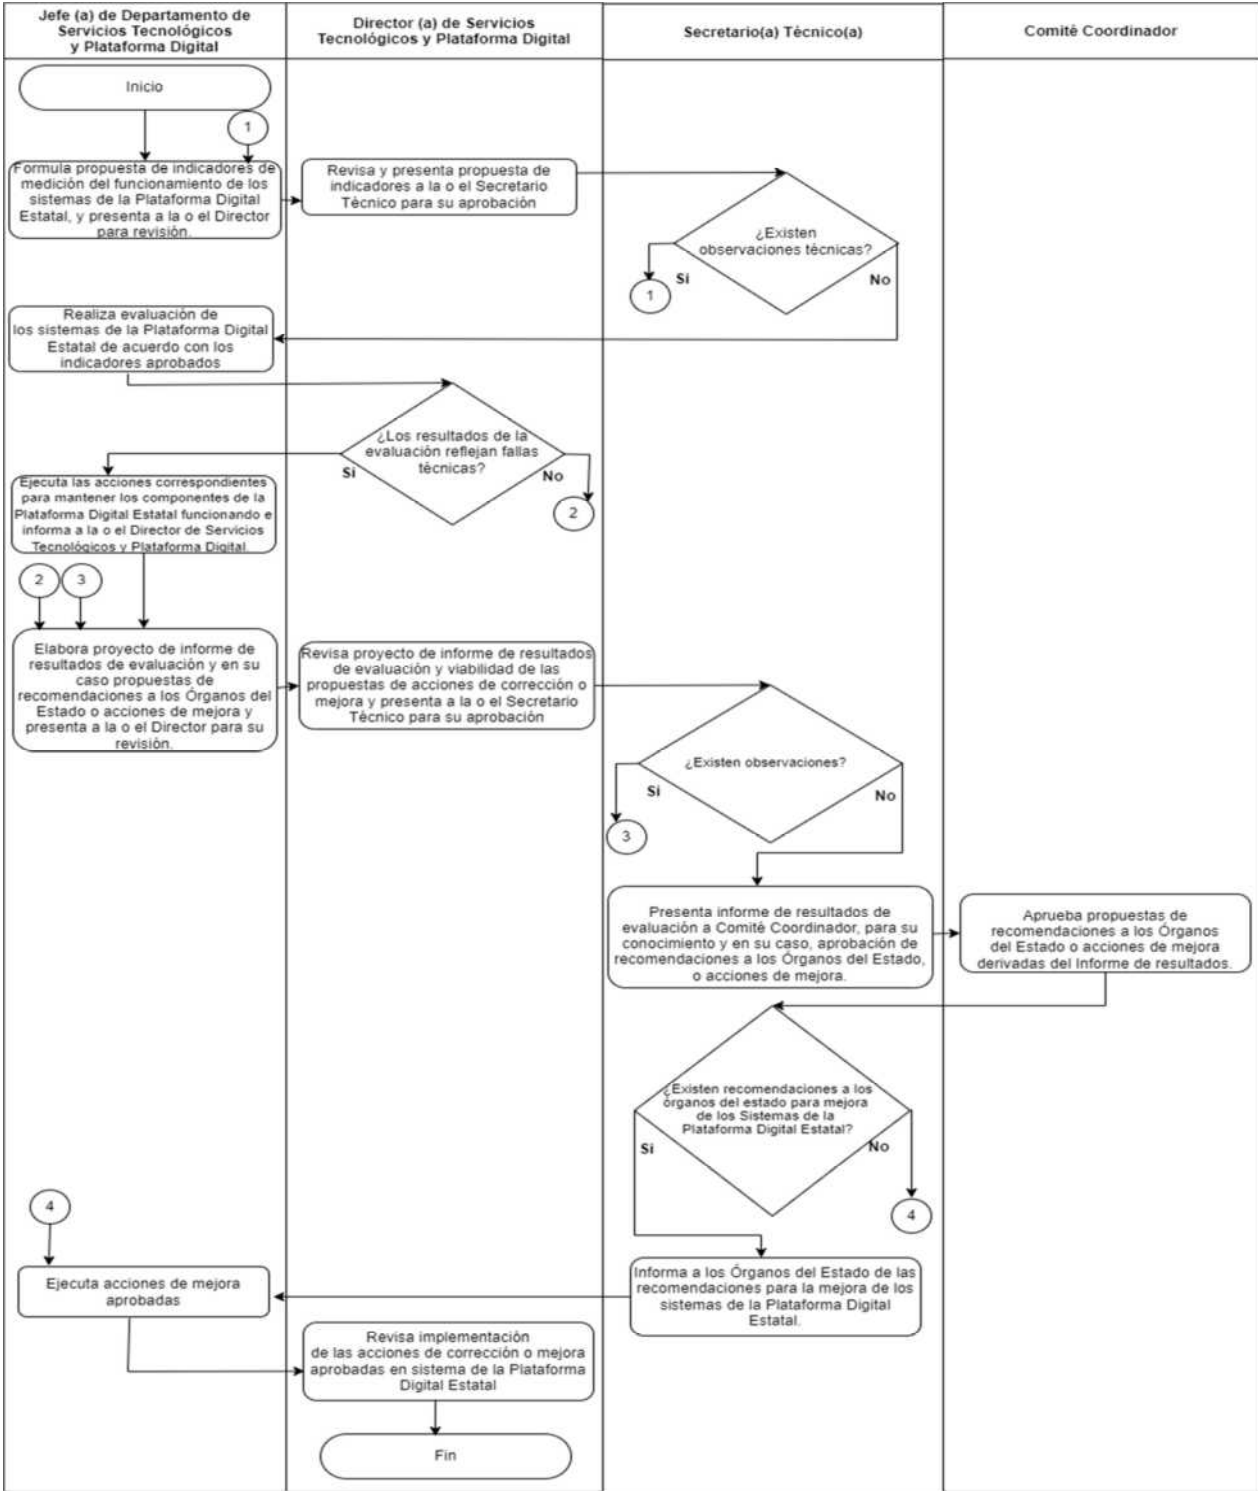 Jefe (a) de Departamento de
Servicios Tecnológicos
y Plataforma Digital
Director (a) de Servicios
Tecnológicos y Plataforma Digital
Secretario(a) Técnico(a)
Comité Coordinador
Inicio
1
Formula propuesta de indicadores de
medición del funcionamiento de los
sistemas de la Plataforma Digital
Estatal, y presenta a la o el Director
para revisión.
Revisa y presenta propuesta de
indicadores a la o el Secretario
Técnico para su aprobación
¿Existen
observaciones técnicas?
Sí
No
1
Realiza evaluación de
los sistemas de la Plataforma Digital
Estatal de acuerdo con los
indicadores aprobados
¿Los resultados de la
evaluación reflejan fallas
técnicas?
Sí
No
2
Ejecuta las acciones correspondientes
para mantener los componentes de la
Plataforma Digital Estatal funcionando e
informa a la o el Director de Servicios
Tecnológicos y Plataforma Digital.
2
3
Elabora proyecto de informe de
resultados de evaluación y en su
caso propuestas de
recomendaciones a los Órganos del
Estado o acciones de mejora y
presenta a la o el Director para su
revisión.
Revisa proyecto de informe de resultados
de evaluación y viabilidad de las
propuestas de acciones de corrección o
mejora y presenta a la o el Secretario
Técnico para su aprobación
¿Existen observaciones?
Sí
No
3
Presenta informe de resultados de
evaluación a Comité Coordinador, para su
conocimiento y en su caso, aprobación de
recomendaciones a los Órganos del Estado,
o acciones de mejora.
Aprueba propuestas de
recomendaciones a los Órganos
del Estado o acciones de mejora
derivadas del Informe de resultados.
¿Existen recomendaciones a los
órganos del estado para mejora
de los Sistemas de la
Plataforma Digital Estatal?
Sí
No
4
4
Ejecuta acciones de mejora
aprobadas
Informa a los Órganos del Estado de las
recomendaciones para la mejora de los
sistemas de la Plataforma Digital
Estatal.
Revisa implementación
de las acciones de corrección o mejora
aprobadas en sistema de la Plataforma
Digital Estatal
Fin